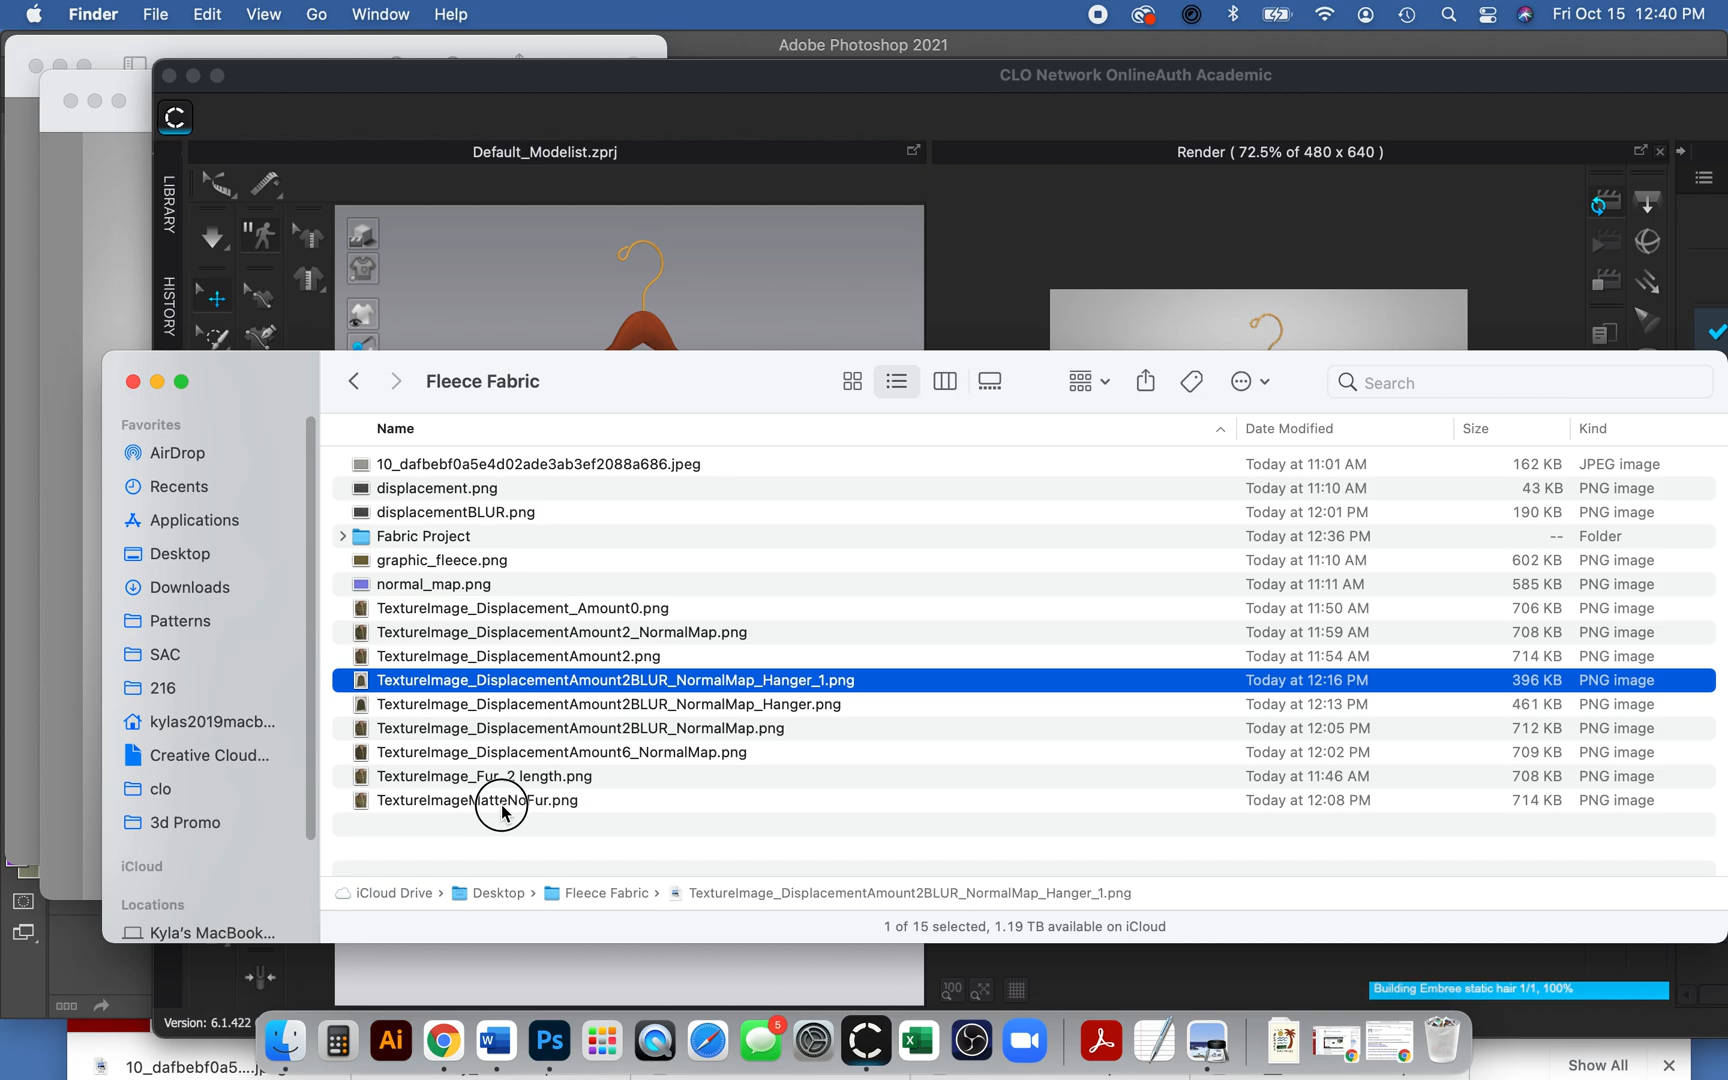 Finder File Edit View Go Window Help
Fri Oct 15 12:40 PM
Adobe Photoshop 2021
CLO Network OnlineAuth Academic
Default_Modelist.zprj
Render ( 72.5% of 480 x 640 )
LIBRARY
HISTORY
Fleece Fabric
Search
Favorites
AirDrop
Recents
Applications
Desktop
Downloads
Patterns
SAC
216
kylas2019macb...
Creative Cloud...
clo
3d Promo
iCloud
Locations
Kyla's MacBook...
Name Date Modified Size Kind
10_dafbebf0a5e4d02ade3ab3ef2088a686.jpeg Today at 11:01 AM 162 KB JPEG image
displacement.png Today at 11:10 AM 43 KB PNG image
displacementBLUR.png Today at 12:01 PM 190 KB PNG image
Fabric Project Today at 12:36 PM -- Folder
graphic_fleece.png Today at 11:10 AM 602 KB PNG image
normal_map.png Today at 11:11 AM 585 KB PNG image
TextureImage_Displacement_Amount0.png Today at 11:50 AM 706 KB PNG image
TextureImage_DisplacementAmount2_NormalMap.png Today at 11:59 AM 708 KB PNG image
TextureImage_DisplacementAmount2.png Today at 11:54 AM 714 KB PNG image
TextureImage_DisplacementAmount2BLUR_NormalMap_Hanger_1.png Today at 12:16 PM 396 KB PNG image
TextureImage_DisplacementAmount2BLUR_NormalMap_Hanger.png Today at 12:13 PM 461 KB PNG image
TextureImage_DisplacementAmount2BLUR_NormalMap.png Today at 12:05 PM 712 KB PNG image
TextureImage_DisplacementAmount6_NormalMap.png Today at 12:02 PM 709 KB PNG image
TextureImage_Fur_2 length.png Today at 11:46 AM 708 KB PNG image
TextureImageMatteNoFur.png Today at 12:08 PM 714 KB PNG image
iCloud Drive › Desktop › Fleece Fabric › TextureImage_DisplacementAmount2BLUR_NormalMap_Hanger_1.png
1 of 15 selected, 1.19 TB available on iCloud
100
Building Embree static hair 1/1, 100%
Version: 6.1.422
Ai
W
Ps
5
X
10_dafbebf0a5....jp
Show All